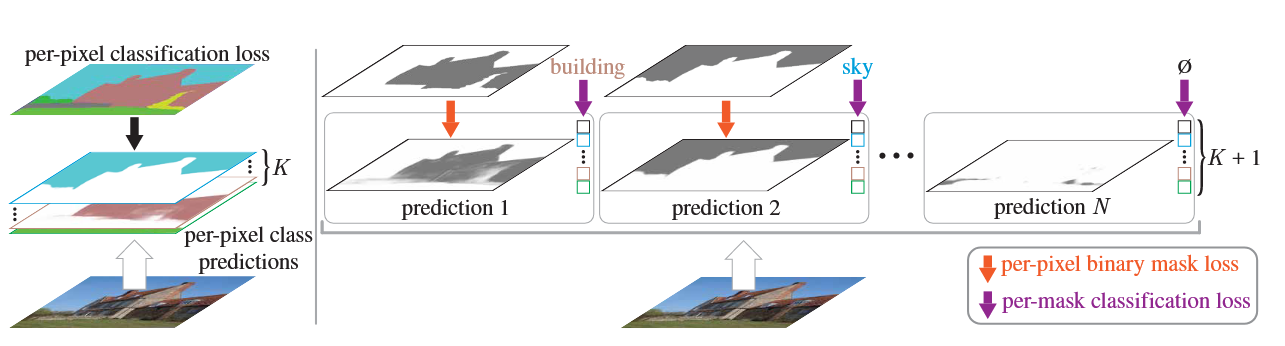 per-pixel classification loss
K
per-pixel class
predictions
building
sky
ø
K + 1
prediction 1
prediction 2
prediction N
per-pixel binary mask loss
per-mask classification loss